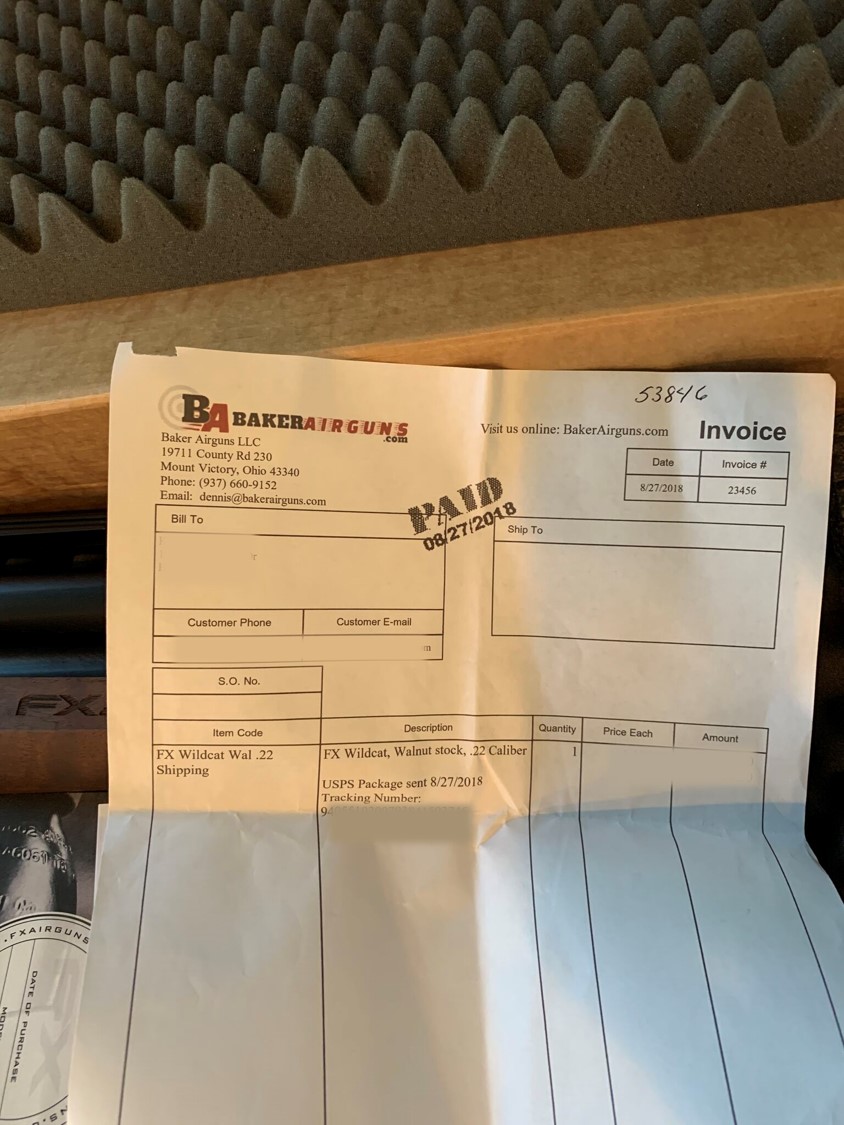 53846
BA BAKERAIRGUNS
.com
Visit us online: BakerAirguns.com
Invoice
Baker Airguns LLC
19711 County Rd 230
Mount Victory, Ohio 43340
Phone: (937) 660-9152
Email: dennis@bakerairguns.com
Date
Invoice #
8/27/2018
23456
PAID
08/27/2018
Bill To
Ship To
Customer Phone
Customer E-mail
m
S.O. No.
Item Code
Description
Quantity
Price Each
Amount
FX Wildcat Wal .22
FX Wildcat, Walnut stock, .22 Caliber
1
Shipping
USPS Package sent 8/27/2018
Tracking Number:
FX
.FXAIRGUNS
DATE OF PURCHASE